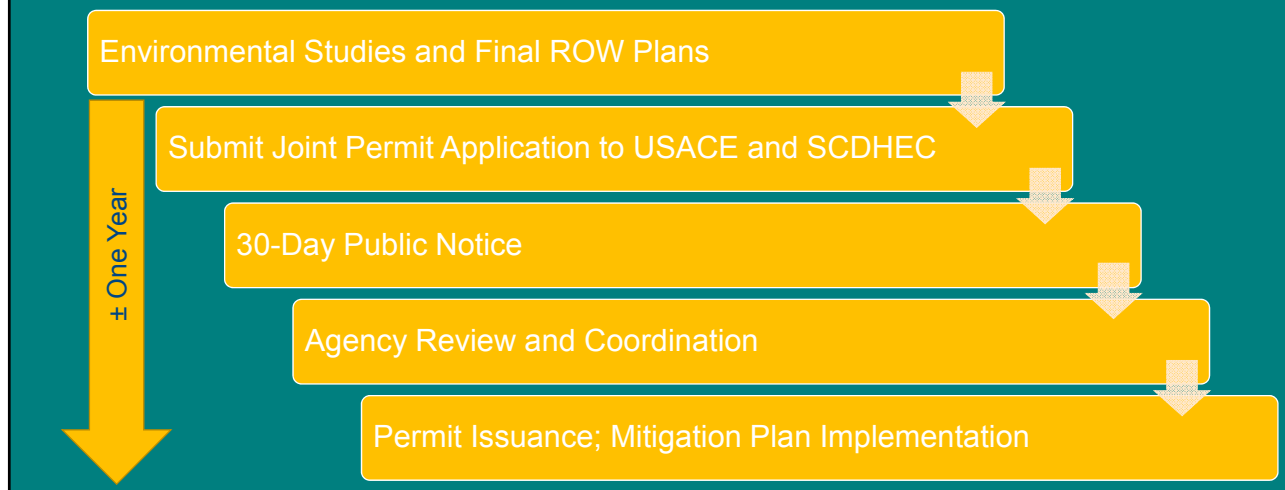 Environmental Studies and Final ROW Plans
Submit Joint Permit Application to USACE and SCDHEC
± One Year
30-Day Public Notice
Agency Review and Coordination
Permit Issuance; Mitigation Plan Implementation